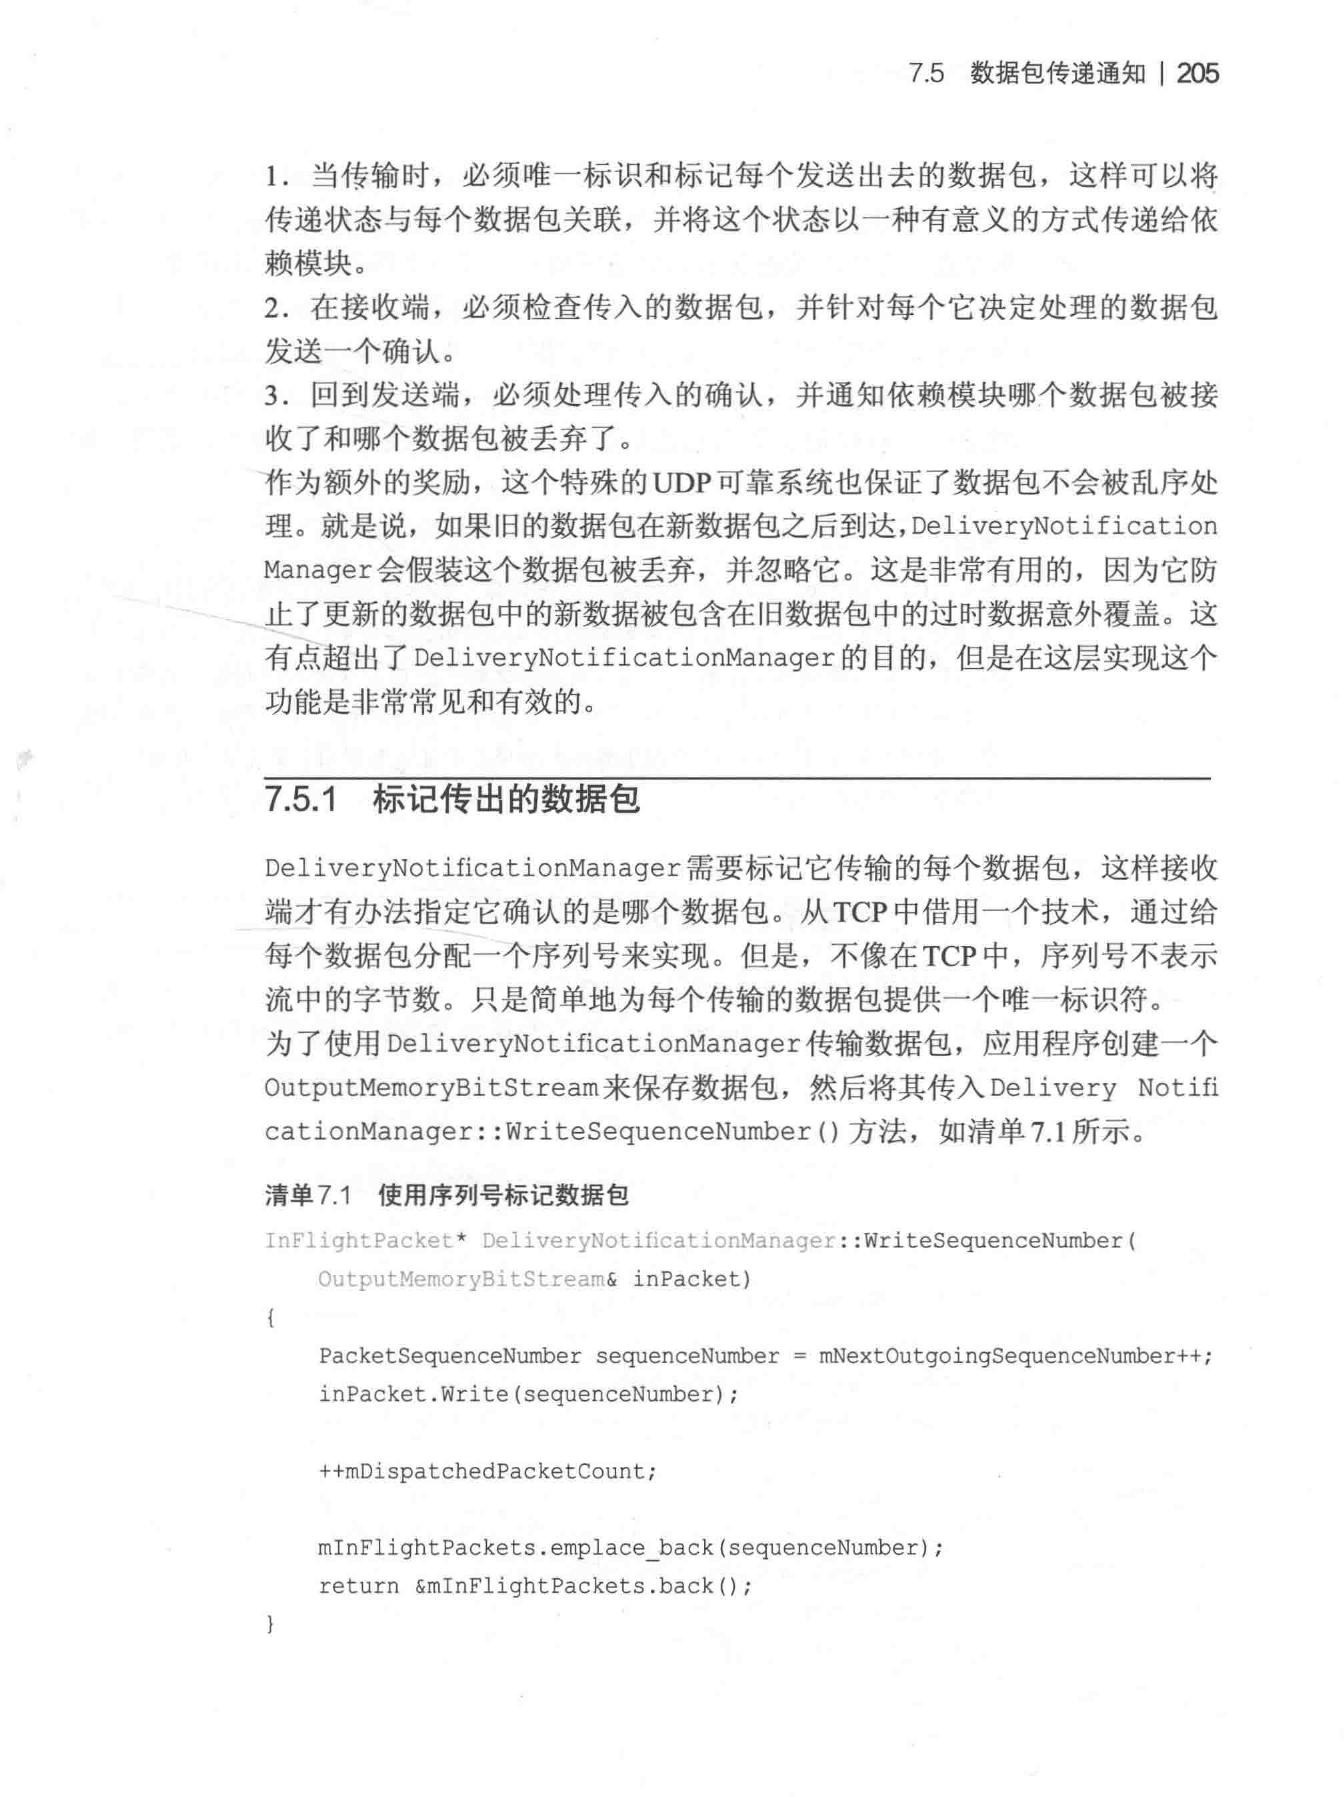 7.5 数据包传递通知 | 205
1. 当传输时，必须唯一标识和标记每个发送出去的数据包，这样可以将
传递状态与每个数据包关联，并将这个状态以一种有意义的方式传递给依
赖模块。
2. 在接收端，必须检查传入的数据包，并针对每个它决定处理的数据包
发送一个确认。
3. 回到发送端，必须处理传入的确认，并通知依赖模块哪个数据包被接
收了和哪个数据包被丢弃了。
作为额外的奖励，这个特殊的UDP可靠系统也保证了数据包不会被乱序处
理。就是说，如果旧的数据包在新数据包之后到达，DeliveryNotification
Manager会假装这个数据包被丢弃，并忽略它。这是非常有用的，因为它防
止了更新的数据包中的新数据被包含在旧数据包中的过时数据意外覆盖。这
有点超出了DeliveryNotificationManager的目的，但是在这层实现这个
功能是非常常见和有效的。
7.5.1 标记传出的数据包
DeliveryNotificationManager需要标记它传输的每个数据包，这样接收
端才有办法指定它确认的是哪个数据包。从TCP中借用一个技术，通过给
每个数据包分配一个序列号来实现。但是，不像在TCP中，序列号不表示
流中的字节数。只是简单地为每个传输的数据包提供一个唯一标识符。
为了使用DeliveryNotificationManager传输数据包，应用程序创建一个
OutputMemoryBitStream来保存数据包，然后将其传入Delivery Notifi
cationManager::WriteSequenceNumber()方法，如清单7.1所示。
清单7.1 使用序列号标记数据包
InFlightPacket* DeliveryNotificationManager::WriteSequenceNumber(
    OutputMemoryBitStream& inPacket)
{
    PacketSequenceNumber sequenceNumber = mNextOutgoingSequenceNumber++;
    inPacket.Write(sequenceNumber);
    ++mDispatchedPacketCount;
    mInFlightPackets.emplace_back(sequenceNumber);
    return &mInFlightPackets.back();
}